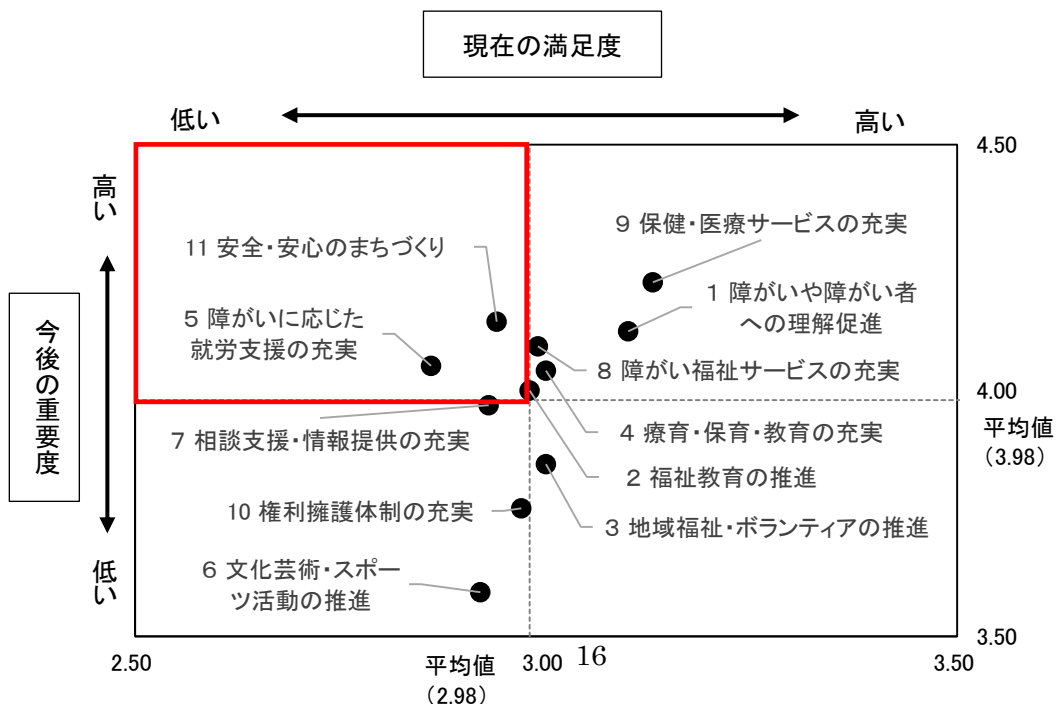 現在の満足度
低い
高い
4.50
高い
9 保健・医療サービスの充実
11 安全・安心のまちづくり
1 障がいや障がい者
への理解促進
5 障がいに応じた
就労支援の充実
今後の重要度
8 障がい福祉サービスの充実
4.00
平均値
(3.98)
7 相談支援・情報提供の充実
4 療育・保育・教育の充実
2 福祉教育の推進
10 権利擁護体制の充実
3 地域福祉・ボランティアの推進
低い
6 文化芸術・スポー
ツ活動の推進
3.50
2.50
平均値
(2.98)
3.00
16
3.50